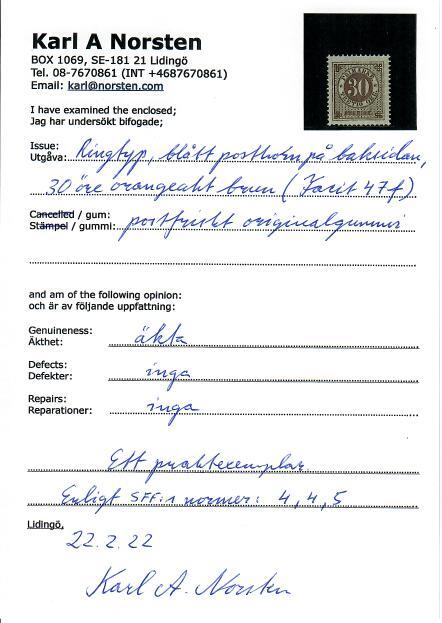 Karl A Norsten
BOX 1069, SE-181 21 Lidingö
Tel. 08-7670861 (INT +4687670861)
Email: karl@norsten.com
30
I have examined the enclosed;
Jag har undersökt bifogade;
Issue:
Utgåva: Ringtyp, blått posthorn på baksidan,
30 öre orangeakt brun (Facit 47f)
Cancelled / gum:
Stämpel / gummi: postfriskt originalgummi
and am of the following opinion:
och är av följande uppfattning:
Genuineness:
Äkthet: äkta
Defects:
Defekter: inga
Repairs:
Reparationer: inga
Ett praktexemplar
Enligt SFF:s normer: 4, 4, 5
Lidingö,
22.2.22
Karl A. Norsten